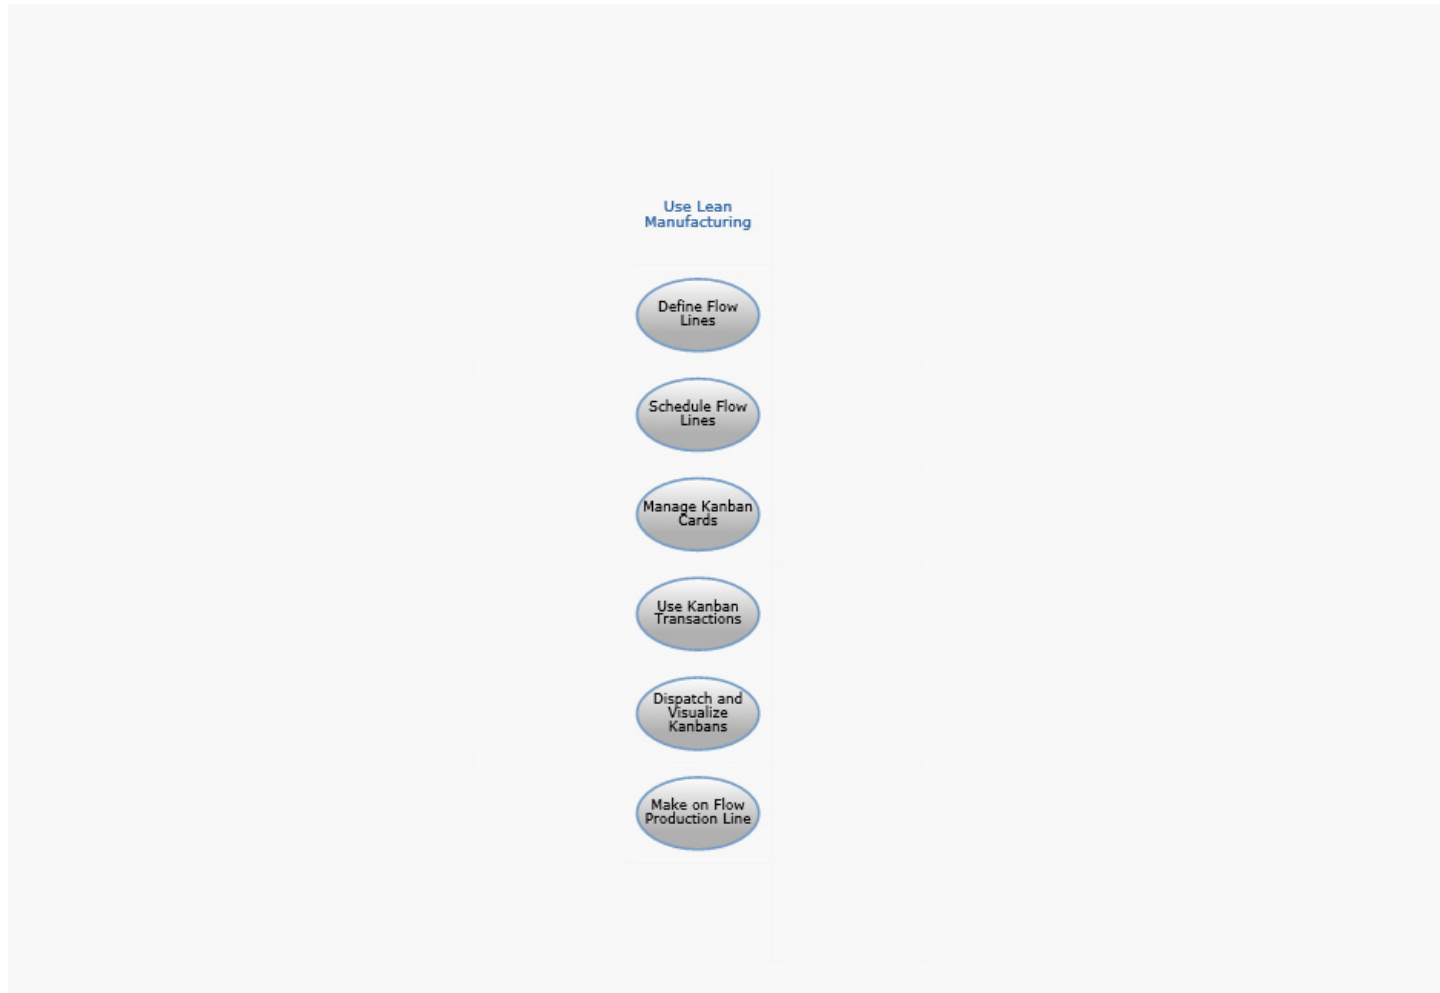 Use Lean
Manufacturing
Define Flow
Lines
Schedule Flow
Lines
Manage Kanban
Cards
Use Kanban
Transactions
Dispatch and
Visualize
Kanbans
Make on Flow
Production Line